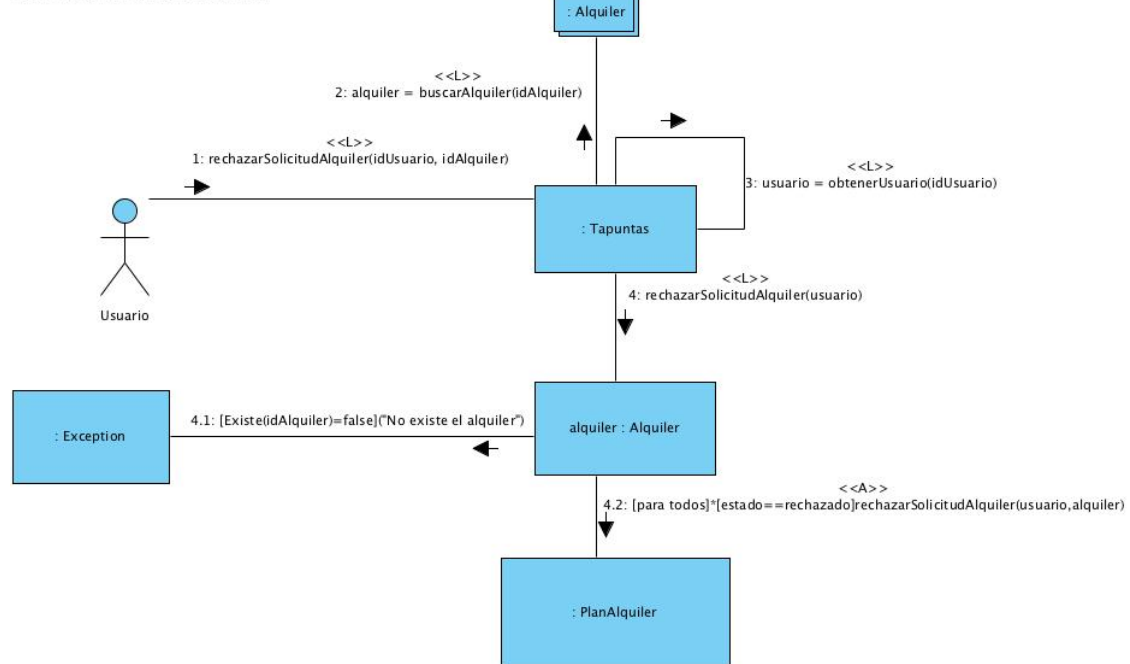 : Alquiler
<<L>>
2: alquiler = buscarAlquiler(idAlquiler)
<<L>>
1: rechazarSolicitudAlquiler(idUsuario, idAlquiler)
<<L>>
3: usuario = obtenerUsuario(idUsuario)
: Tapuntas
Usuario
<<L>>
4: rechazarSolicitudAlquiler(usuario)
4.1: [Existe(idAlquiler)=false]("No existe el alquiler")
: Exception
alquiler : Alquiler
<<A>>
4.2: [para todos]*[estado==rechazado]rechazarSolicitudAlquiler(usuario,alquiler)
: PlanAlquiler